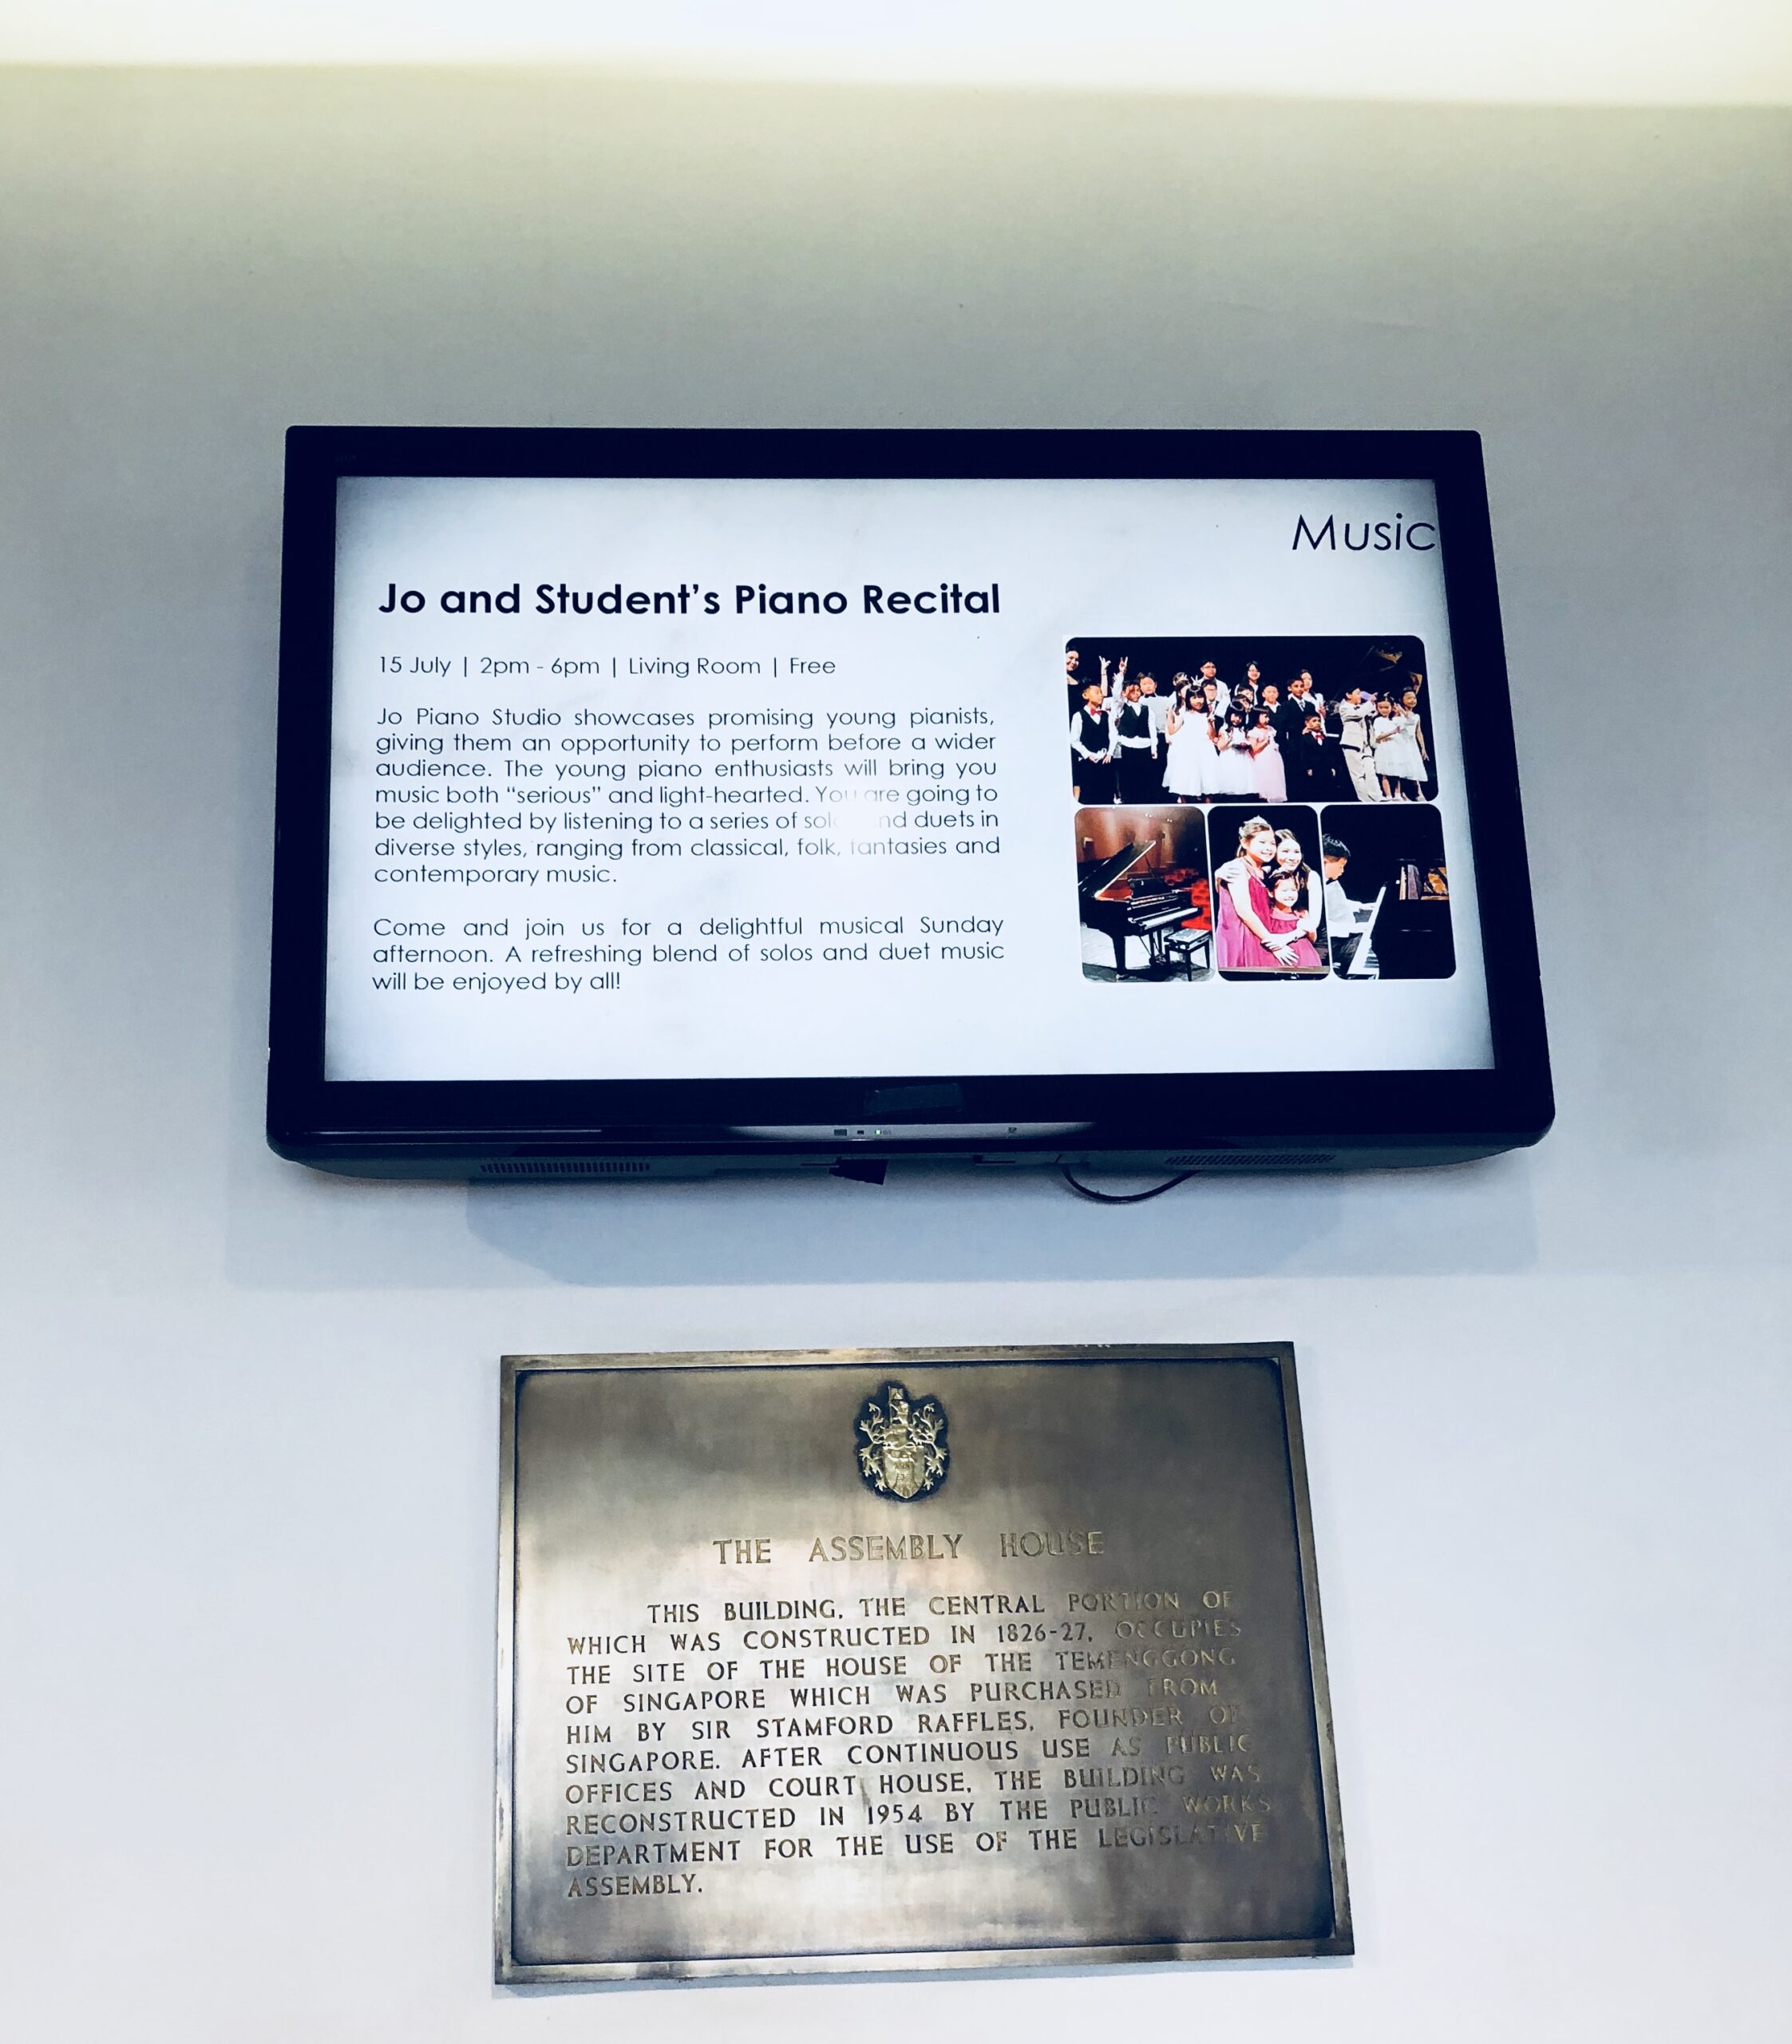 Music
Jo and Student's Piano Recital
15 July | 2pm - 6pm | Living Room | Free
Jo Piano Studio showcases promising young pianists,
giving them an opportunity to perform before a wider
audience. The young piano enthusiasts will bring you
music both “serious” and light-hearted. You are going to
be delighted by listening to a series of solos and duets in
diverse styles, ranging from classical, folk, fantasies and
contemporary music.
Come and join us for a delightful musical Sunday
afternoon. A refreshing blend of solos and duet music
will be enjoyed by all!
THE ASSEMBLY HOUSE
THIS BUILDING, THE CENTRAL PORTION OF
WHICH WAS CONSTRUCTED IN 1826-27, OCCUPIES
THE SITE OF THE HOUSE OF THE TEMENGGONG
OF SINGAPORE WHICH WAS PURCHASED FROM
HIM BY SIR STAMFORD RAFFLES, FOUNDER OF
SINGAPORE. AFTER CONTINUOUS USE AS PUBLIC
OFFICES AND COURT HOUSE, THE BUILDING WAS
RECONSTRUCTED IN 1954 BY THE PUBLIC WORKS
DEPARTMENT FOR THE USE OF THE LEGISLATIVE
ASSEMBLY.